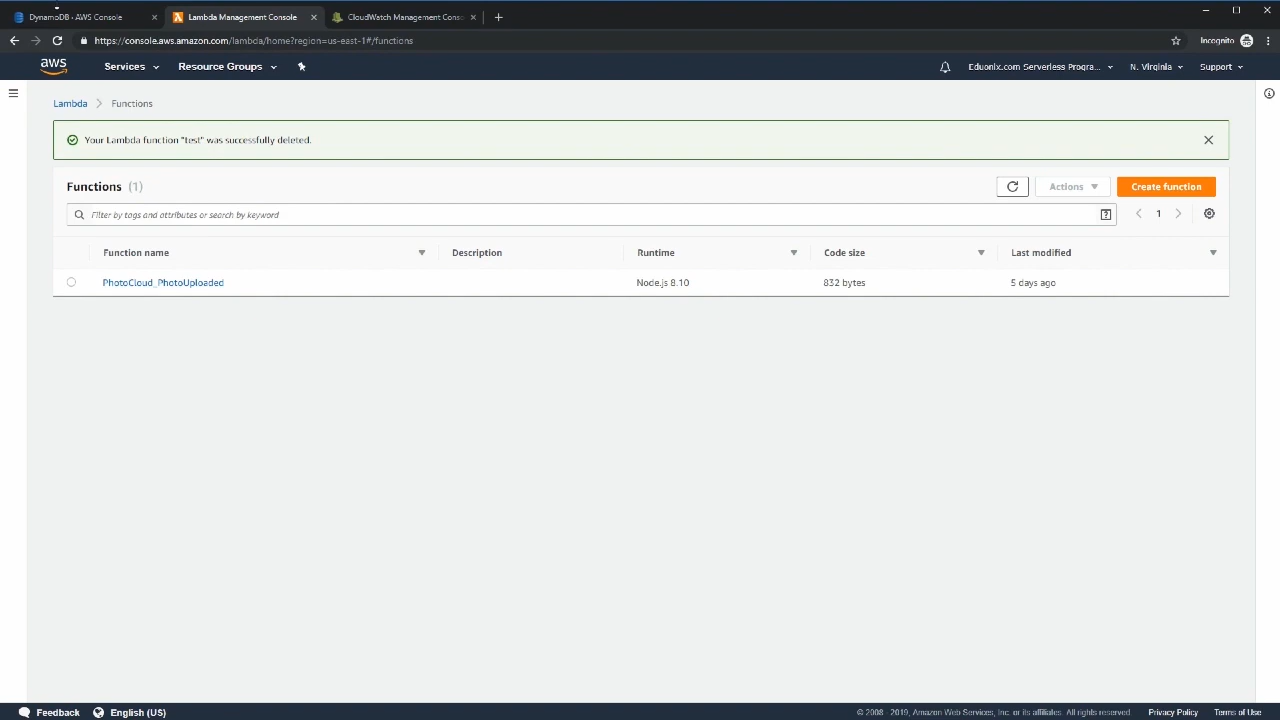 DynamoDB · AWS Console
Lambda Management Console
CloudWatch Management Conso
https://console.aws.amazon.com/lambda/home?region=us-east-1#/functions
Incognito
aws
Services
Resource Groups
Eduonix.com Serverless Progra...
N. Virginia
Support
Lambda
Functions
Your Lambda function "test" was successfully deleted.
Functions (1)
Actions
Create function
Filter by tags and attributes or search by keyword
1
Function name
Description
Runtime
Code size
Last modified
PhotoCloud_PhotoUploaded
Node.js 8.10
832 bytes
5 days ago
Feedback
English (US)
© 2008 - 2019, Amazon Web Services, Inc. or its affiliates. All rights reserved.
Privacy Policy
Terms of Use